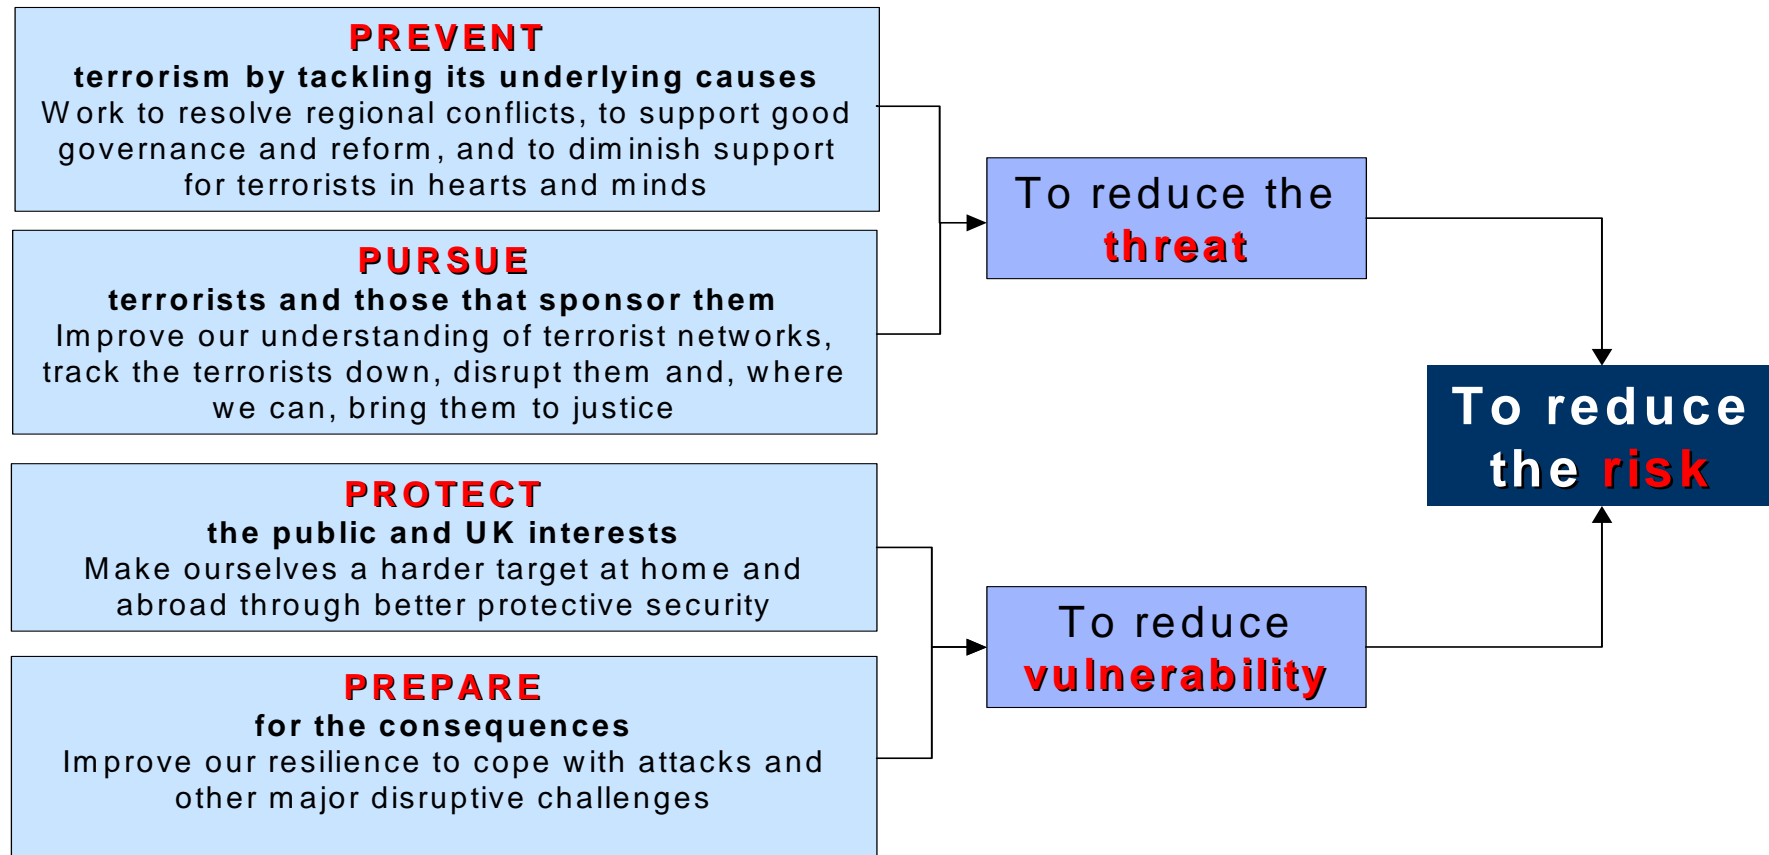 PREVENT
terrorism by tackling its underlying causes
Work to resolve regional conflicts, to support good
governance and reform, and to diminish support
for terrorists in hearts and minds
PURSUE
terrorists and those that sponsor them
Improve our understanding of terrorist networks,
track the terrorists down, disrupt them and, where
we can, bring them to justice
PROTECT
the public and UK interests
Make ourselves a harder target at home and
abroad through better protective security
PREPARE
for the consequences
Improve our resilience to cope with attacks and
other major disruptive challenges
To reduce the
threat
To reduce
vulnerability
To reduce
the risk